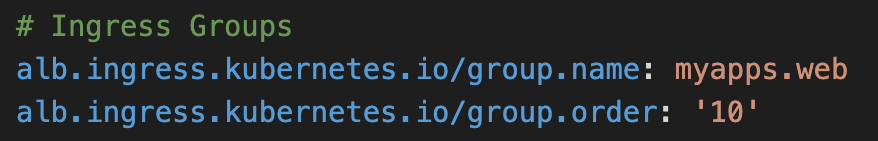 # Ingress Groups
alb.ingress.kubernetes.io/group.name: myapps.web
alb.ingress.kubernetes.io/group.order: '10'